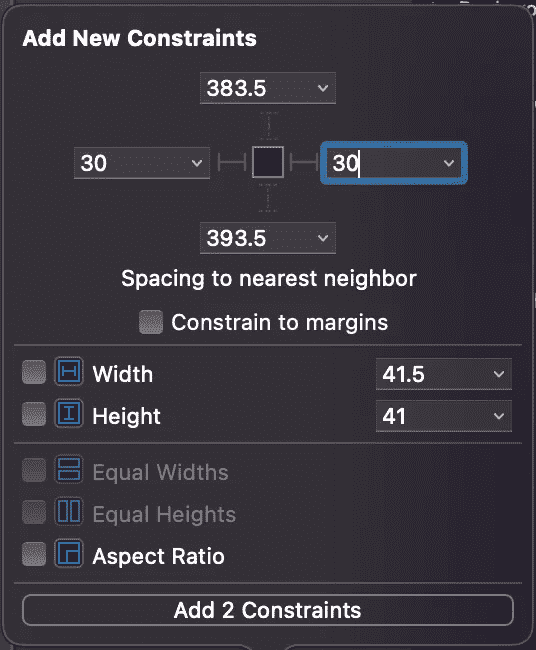 Add New Constraints
383.5
30 30
393.5
Spacing to nearest neighbor
Constrain to margins
Width 41.5
Height 41
Equal Widths
Equal Heights
Aspect Ratio
Add 2 Constraints